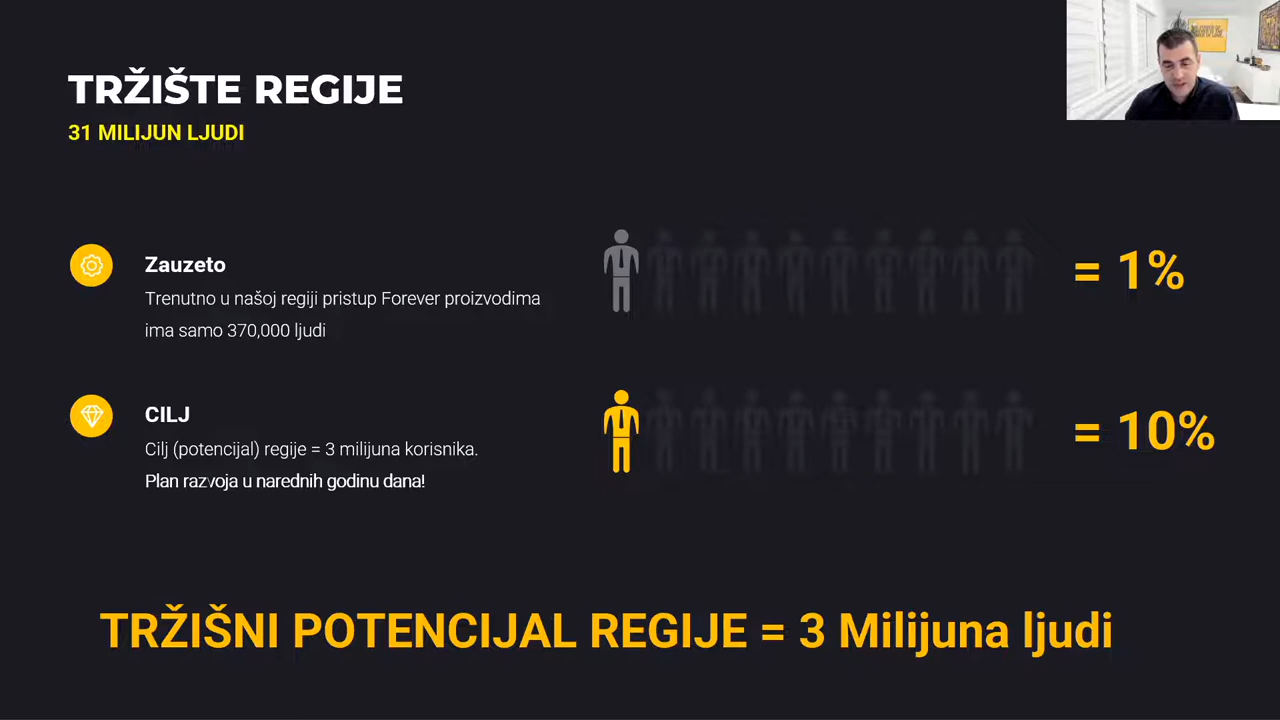 TRŽIŠTE REGIJE
31 MILIJUN LJUDI
Zauzeto
Trenutno u našoj regiji pristup Forever proizvodima
ima samo 370,000 ljudi
= 1%
CILJ
Cilj (potencijal) regije = 3 milijuna korisnika.
Plan razvoja u narednih godinu dana!
= 10%
TRŽIŠNI POTENCIJAL REGIJE = 3 Milijuna ljudi